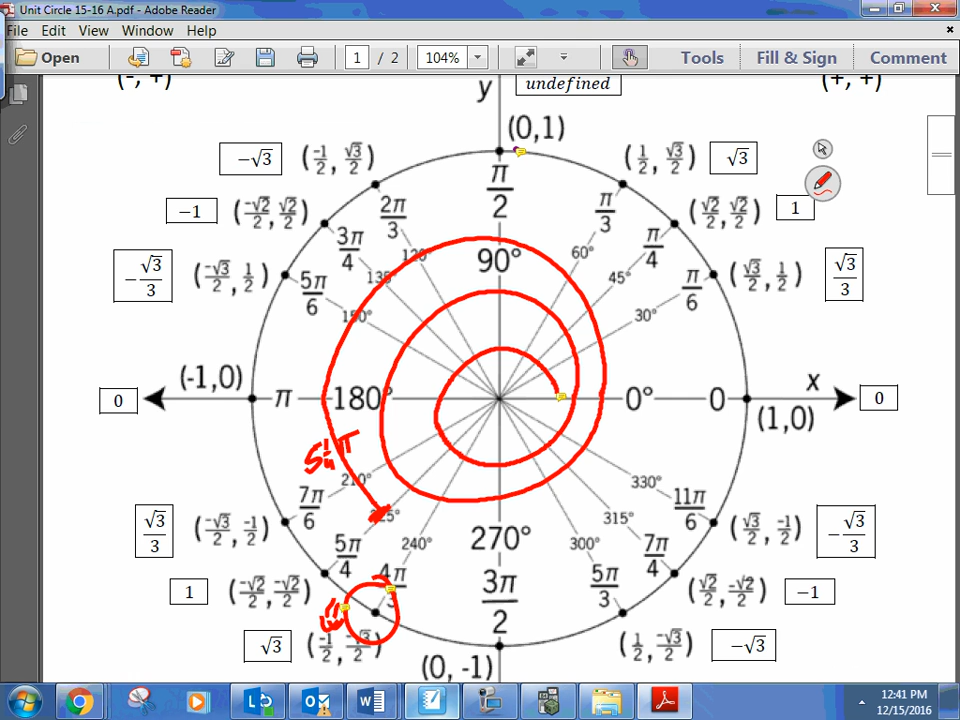 Unit Circle 15-16 A.pdf - Adobe Reader
File Edit View Window Help
Open 1 / 2 104% Tools Fill & Sign Comment
(-, +) y undefined (+, +)
(0,1)
−√3 (-1/2, √3/2) (1/2, √3/2) √3
π/2
−1 (-√2/2, √2/2) 2π/3 π/3 (√2/2, √2/2) 1
3π/4 120° 90° 60° π/4
−√3/3 (-√3/2, 1/2) 5π/6 135° 45° π/6 (√3/2, 1/2) √3/3
150° 30°
(-1,0) x
0 π 180° 0° 0 0
(1,0)
210° 330°
√3/3 (-√3/2, -1/2) 7π/6 225° 315° 11π/6 (√3/2, -1/2) −√3/3
5π/4 240° 270° 300° 7π/4
1 (-√2/2, -√2/2) 4π/3 3π/2 5π/3 (√2/2, -√2/2) −1
√3 (-1/2, -√3/2) (1/2, -√3/2) −√3
(0, -1)
12:41 PM
12/15/2016